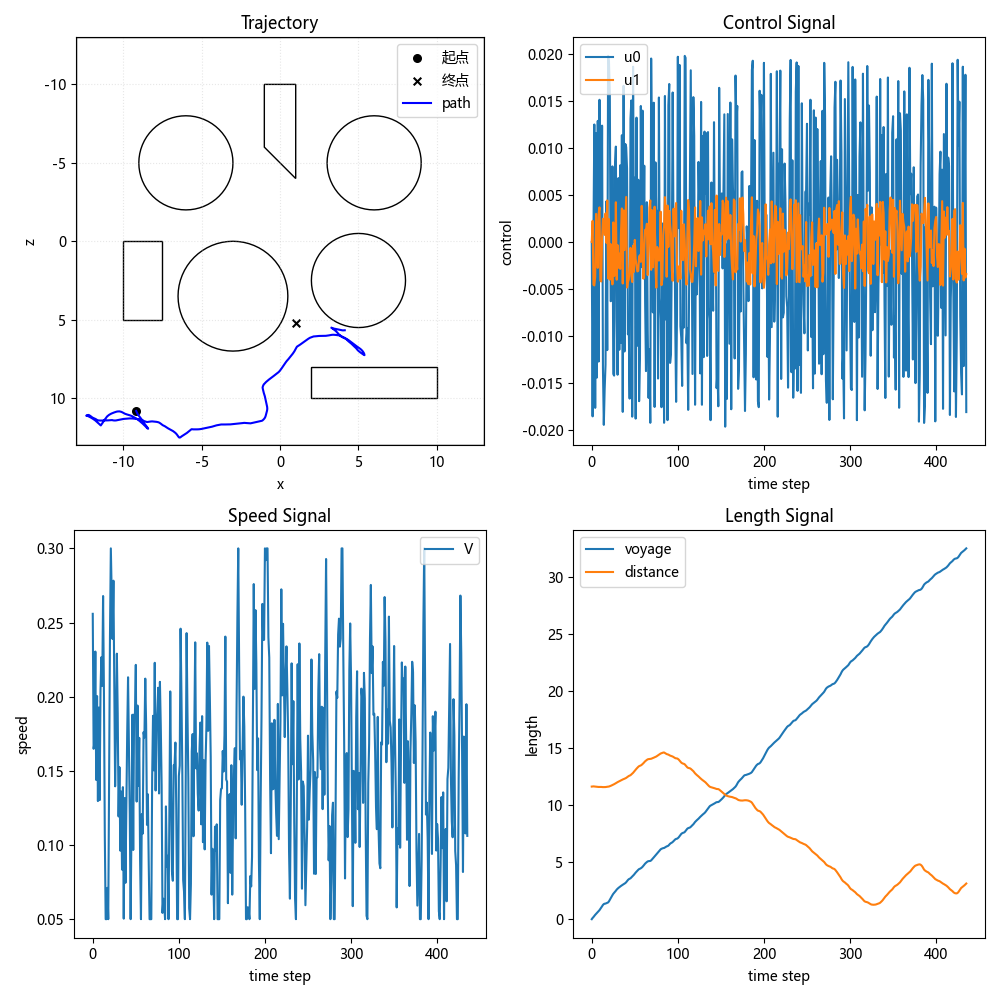 Trajectory
起点
终点
path
-10
-5
0
5
10
z
-10
-5
0
5
10
x
Control Signal
u0
u1
0.020
0.015
0.010
0.005
0.000
-0.005
-0.010
-0.015
-0.020
control
0
100
200
300
400
time step
Speed Signal
V
0.30
0.25
0.20
0.15
0.10
0.05
speed
0
100
200
300
400
time step
Length Signal
voyage
distance
30
25
20
15
10
5
0
length
0
100
200
300
400
time step